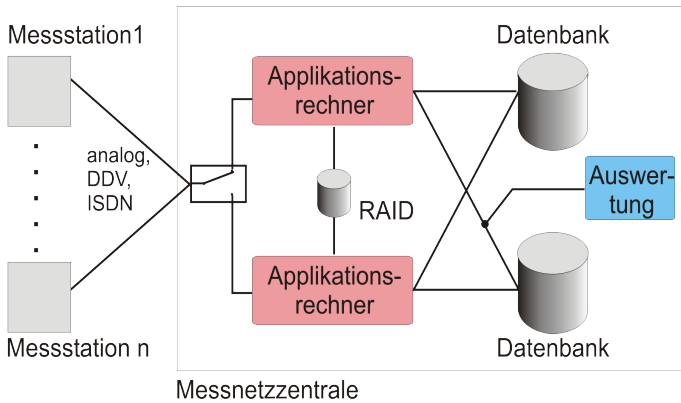 Messstation1
analog,
DDV,
ISDN
Messstation n
Applikations-
rechner
RAID
Applikations-
rechner
Datenbank
Auswer-
tung
Datenbank
Messnetzzentrale